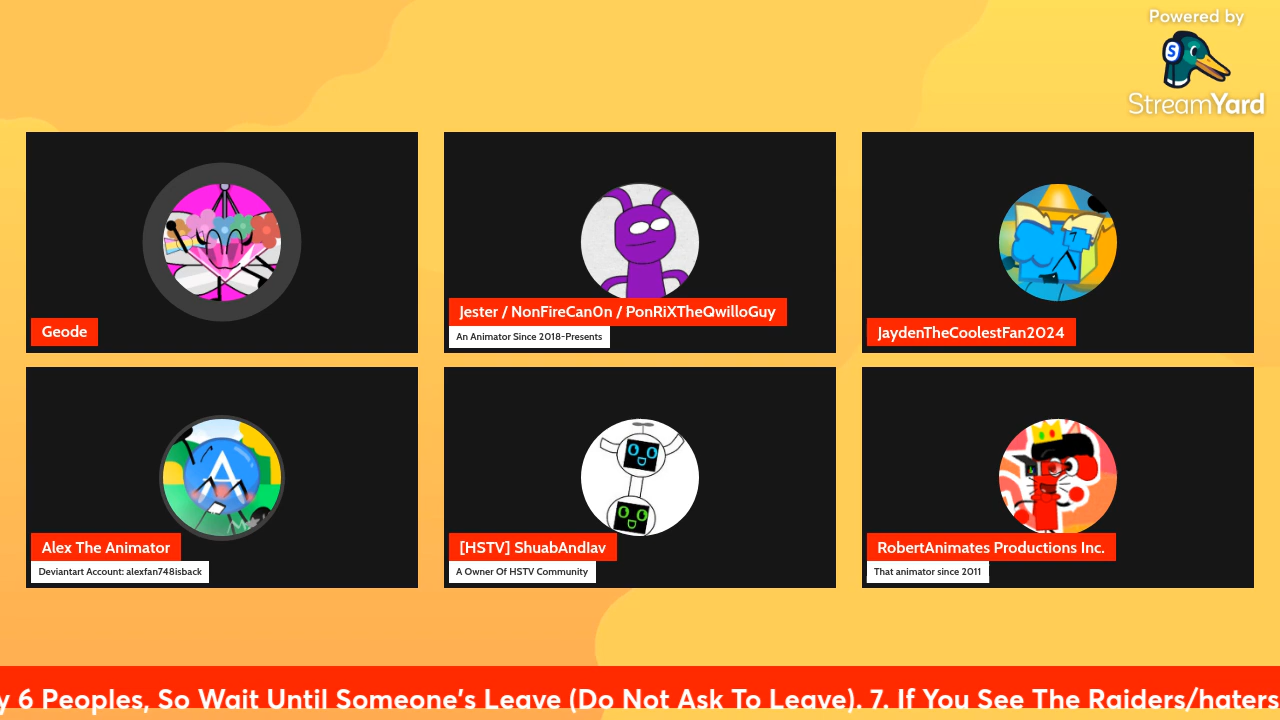 Powered by
StreamYard
Geode
Jester / NonFireCan0n / PonRiXTheQwilloGuy
An Animator Since 2018-Presents
JaydenTheCoolestFan2024
Alex The Animator
Deviantart Account: alexfan748isback
[HSTV] ShuabAndIav
A Owner Of HSTV Community
RobertAnimates Productions Inc.
That animator since 2011
6 Peoples, So Wait Until Someone's Leave (Do Not Ask To Leave). 7. If You See The Raiders/haters